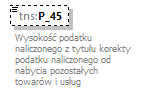 tns:P_45
Wysokość podatku
naliczonego z tytułu korekty
podatku naliczonego od
nabycia pozostałych
towarów i usług